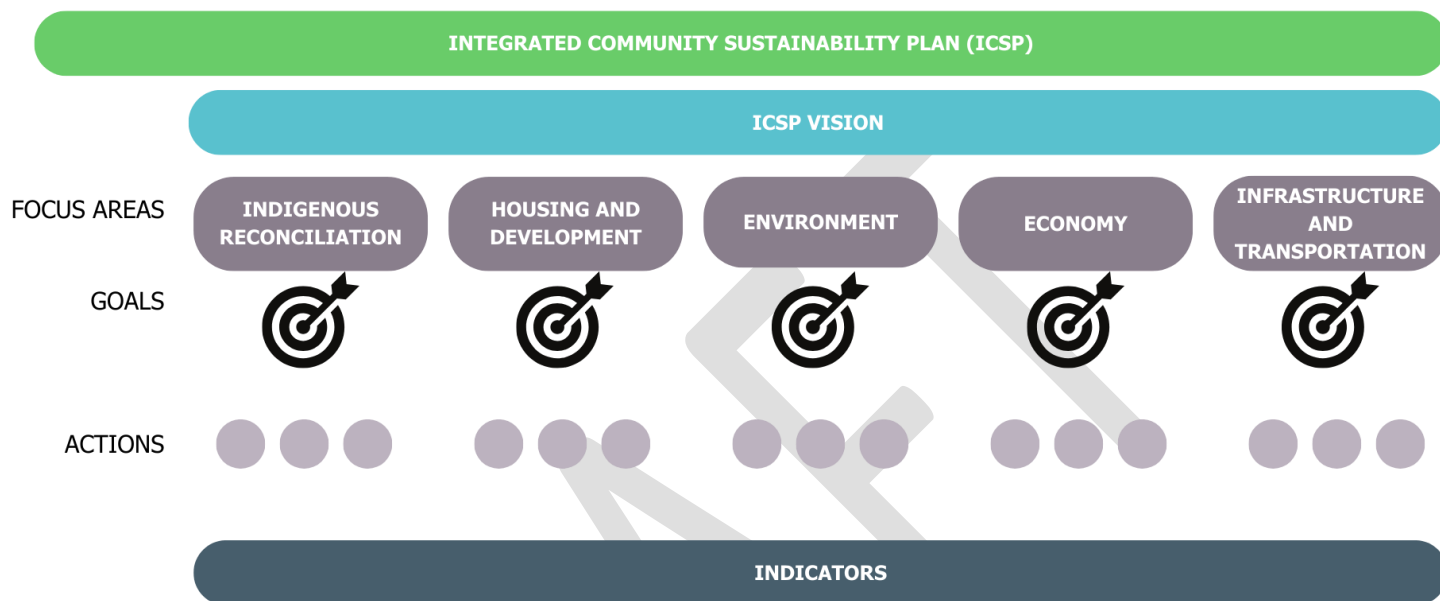 INTEGRATED COMMUNITY SUSTAINABILITY PLAN (ICSP)
ICSP VISION
FOCUS AREAS
INDIGENOUS
RECONCILIATION
HOUSING AND
DEVELOPMENT
ENVIRONMENT
ECONOMY
INFRASTRUCTURE
AND
TRANSPORTATION
GOALS
ACTIONS
INDICATORS